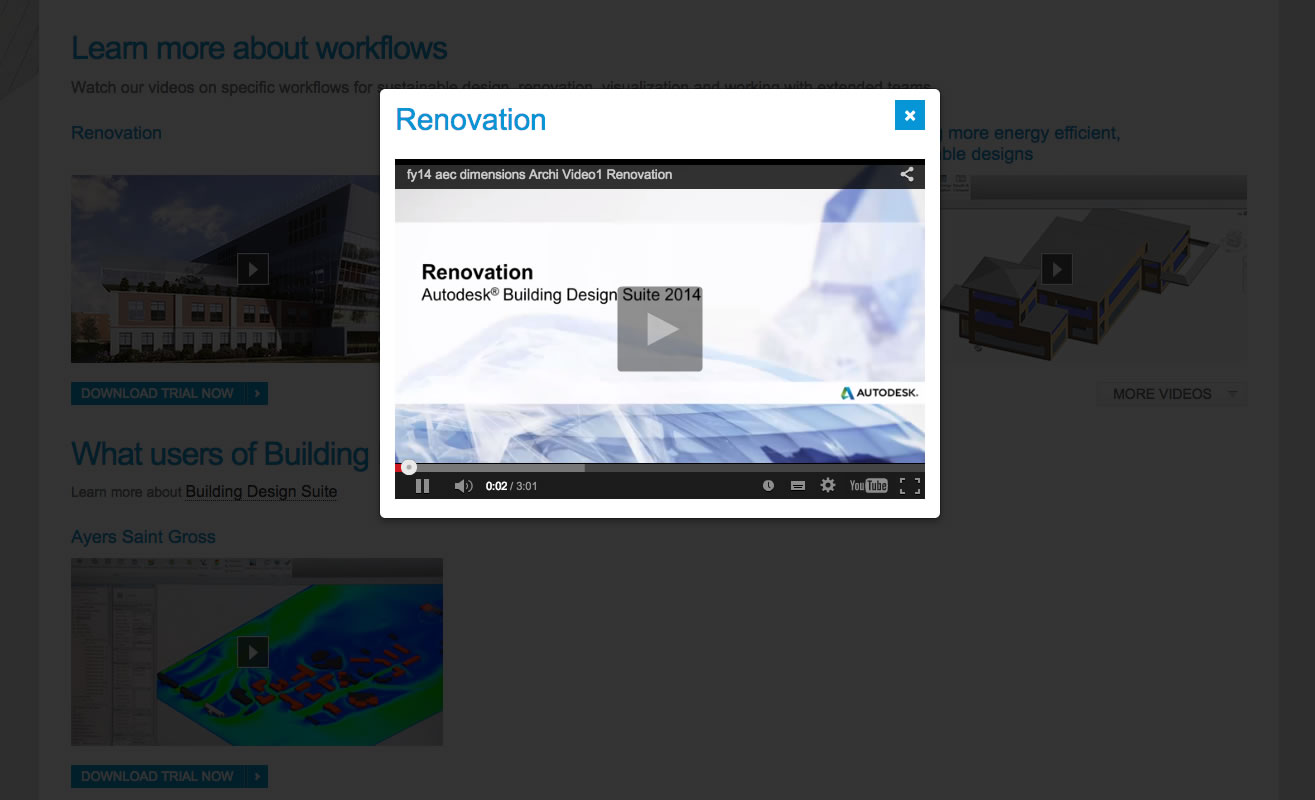 Learn more about workflows
Watch our videos on specific workflows for sustainable design, renovation, visualization and working with extended teams
Renovation
more energy efficient,
ble designs
DOWNLOAD TRIAL NOW
MORE VIDEOS
Renovation
fy14 aec dimensions Archi Video1 Renovation
Renovation
Autodesk® Building Design Suite 2014
AUTODESK.
0:02 / 3:01
YouTube
What users of Building
Learn more about Building Design Suite
Ayers Saint Gross
DOWNLOAD TRIAL NOW